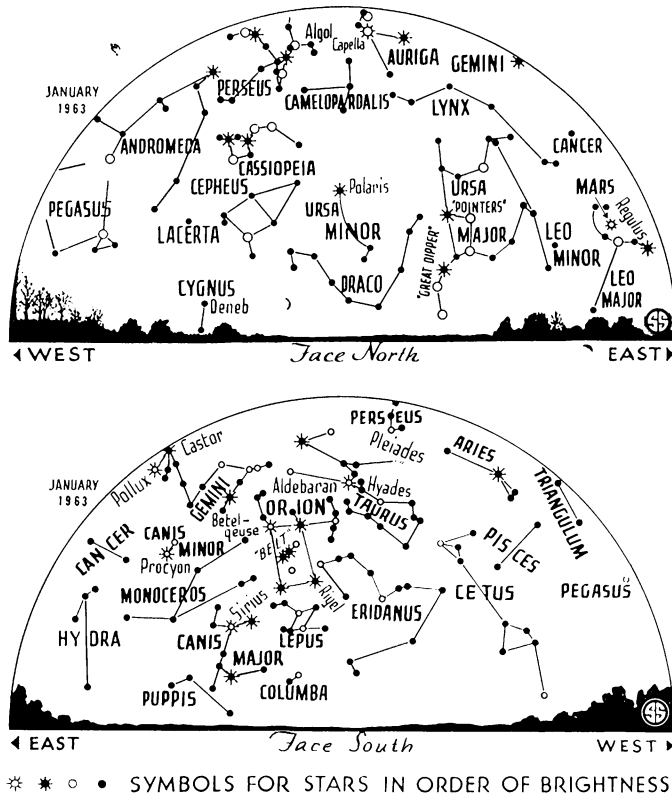 Algol
Capella
AURIGA
GEMINI
JANUARY
1963
PERSEUS
CAMELOPARDALIS
LYNX
ANDROMEDA
CASSIOPEIA
CANCER
CEPHEUS
Polaris
URSA
"POINTERS"
MARS
Regulus
PEGASUS
LACERTA
URSA
MINOR
MAJOR
LEO
MINOR
"GREAT DIPPER"
CYGNUS
Deneb
DRACO
LEO
MAJOR
SS
WEST
Face North
EAST
PERSEUS
Pleiades
ARIES
Castor
Pollux
JANUARY
1963
GEMINI
Aldebaran
Hyades
TRIANGULUM
ORION
TAURUS
Betel-
geuse
CANCER
CANIS
MINOR
Procyon
"BELT"
PISCES
MONOCEROS
Sirius
Rigel
ERIDANUS
CETUS
PEGASUS
HYDRA
CANIS
MAJOR
LEPUS
PUPPIS
COLUMBA
SS
EAST
Face South
WEST
SYMBOLS FOR STARS IN ORDER OF BRIGHTNESS